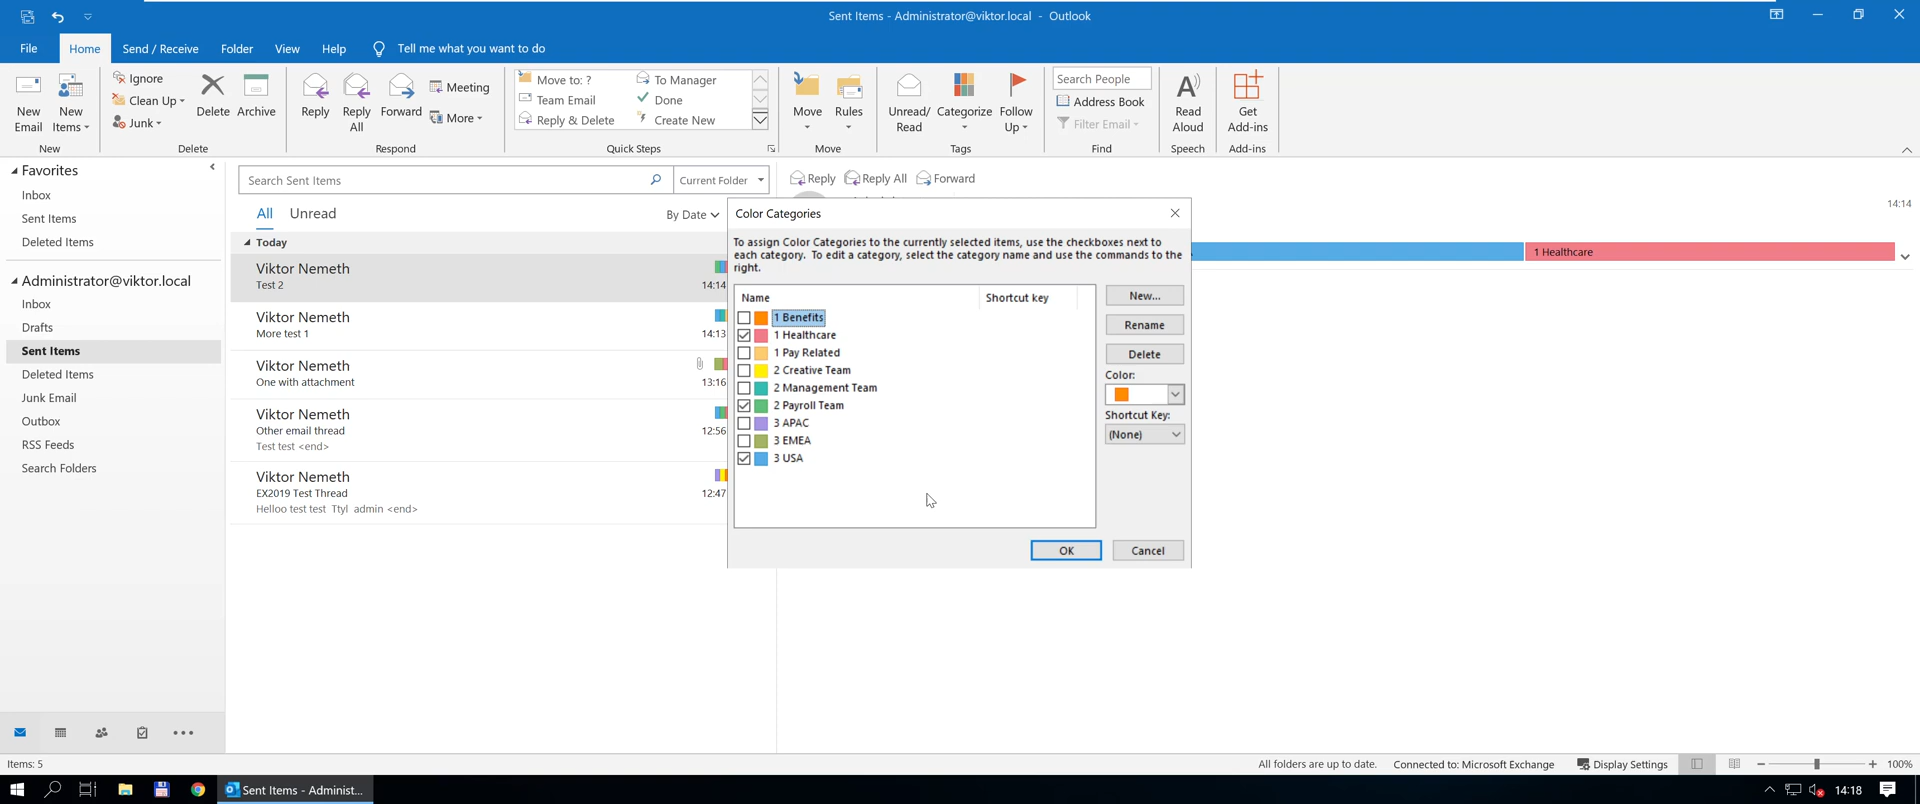 Sent Items - Administrator@viktor.local - Outlook
File Home Send / Receive Folder View Help Tell me what you want to do
New Email
New Items
New
Ignore
Clean Up
Junk
Delete
Archive
Delete
Reply
Reply All
Forward
Meeting
More
Respond
Move to: ?
Team Email
Reply & Delete
To Manager
Done
Create New
Quick Steps
Move
Rules
Move
Unread/ Read
Categorize
Follow Up
Tags
Search People
Address Book
Filter Email
Find
Read Aloud
Speech
Get Add-ins
Add-ins
Favorites
Inbox
Sent Items
Deleted Items
Administrator@viktor.local
Inbox
Drafts
Sent Items
Deleted Items
Junk Email
Outbox
RSS Feeds
Search Folders
Search Sent Items
Current Folder
All Unread
By Date
Today
Viktor Nemeth
Test 2 14:14
Viktor Nemeth
More test 1 14:13
Viktor Nemeth
One with attachment 13:16
Viktor Nemeth
Other email thread 12:56
Test test <end>
Viktor Nemeth
EX2019 Test Thread 12:47
Helloo test test Ttyl admin <end>
Reply Reply All Forward
14:14
1 Healthcare
Color Categories
To assign Color Categories to the currently selected items, use the checkboxes next to
each category. To edit a category, select the category name and use the commands to the
right.
Name Shortcut key
1 Benefits
1 Healthcare
1 Pay Related
2 Creative Team
2 Management Team
2 Payroll Team
3 APAC
3 EMEA
3 USA
New...
Rename
Delete
Color:
Shortcut Key:
(None)
OK Cancel
Items: 5
All folders are up to date. Connected to: Microsoft Exchange Display Settings 100%
Sent Items - Administ...
14:18